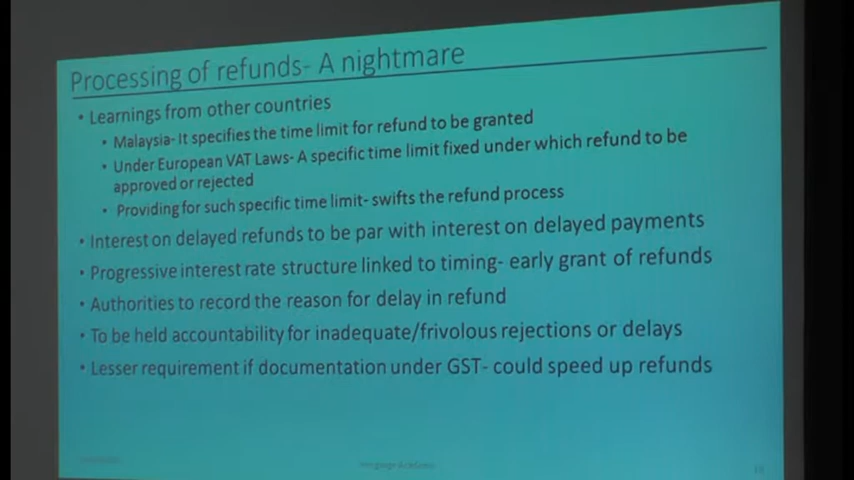 Processing of refunds- A nightmare
• Learnings from other countries
• Malaysia- It specifies the time limit for refund to be granted
• Under European VAT Laws- A specific time limit fixed under which refund to be
approved or rejected
• Providing for such specific time limit- swifts the refund process
• Interest on delayed refunds to be par with interest on delayed payments
• Progressive interest rate structure linked to timing- early grant of refunds
• Authorities to record the reason for delay in refund
• To be held accountability for inadequate/frivolous rejections or delays
• Lesser requirement if documentation under GST- could speed up refunds